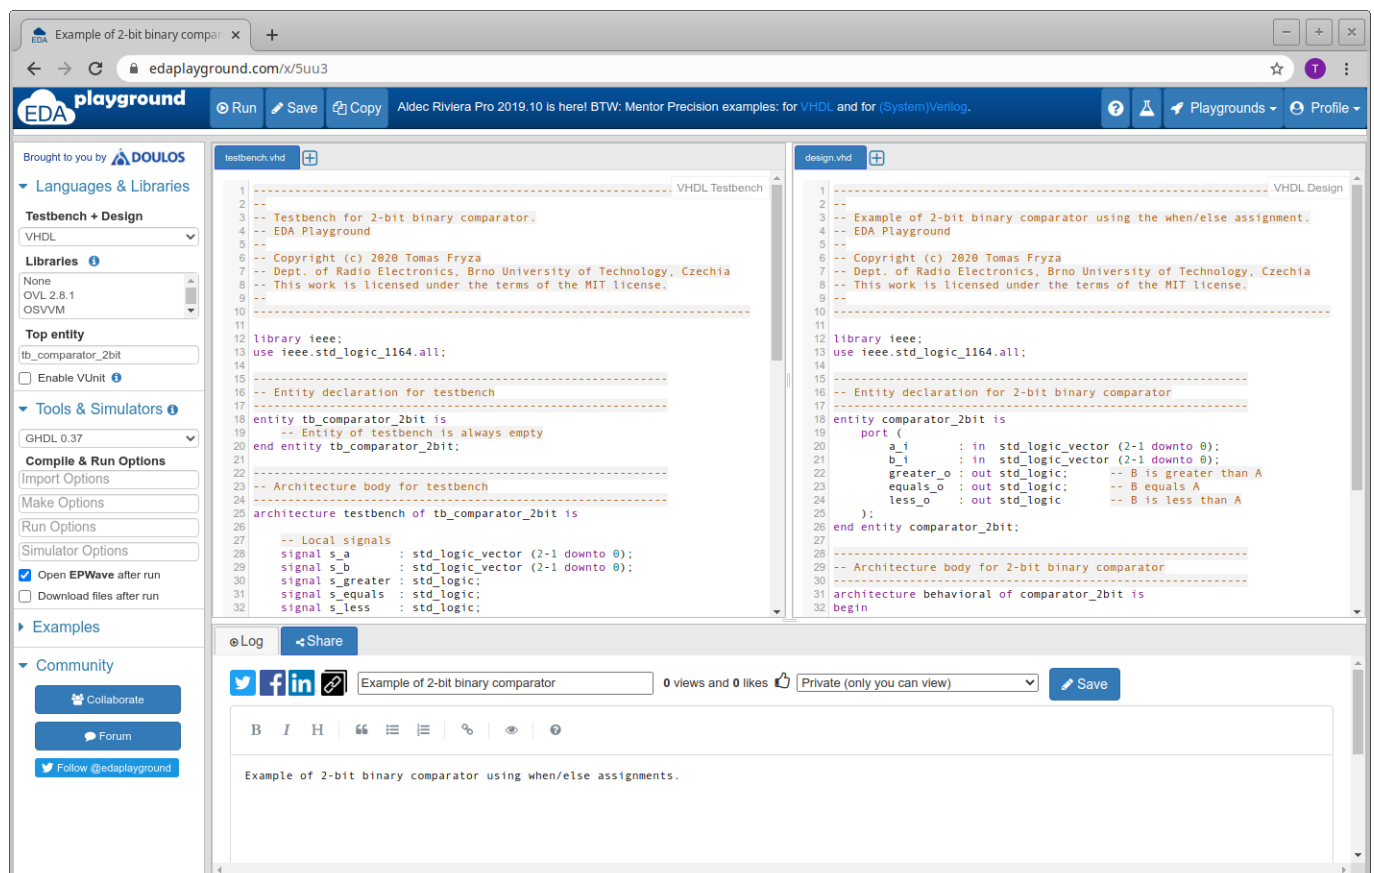 Example of 2-bit binary compar
edaplayground.com/x/5uu3
T
EDA playground
Run
Save
Copy
Aldec Riviera Pro 2019.10 is here! BTW: Mentor Precision examples: for VHDL and for (System)Verilog.
Playgrounds
Profile
Brought to you by DOULOS
Languages & Libraries
Testbench + Design
VHDL
Libraries
None
OVL 2.8.1
OSVVM
Top entity
tb_comparator_2bit
Enable VUnit
Tools & Simulators
GHDL 0.37
Compile & Run Options
Import Options
Make Options
Run Options
Simulator Options
Open EPWave after run
Download files after run
Examples
Community
Collaborate
Forum
Follow @edaplayground
testbench.vhd
VHDL Testbench
1 ------------------------------------------------------------
2 --
3 -- Testbench for 2-bit binary comparator.
4 -- EDA Playground
5 --
6 -- Copyright (c) 2020 Tomas Fryza
7 -- Dept. of Radio Electronics, Brno University of Technology, Czechia
8 -- This work is licensed under the terms of the MIT license.
9 --
10 ------------------------------------------------------------------------
11
12 library ieee;
13 use ieee.std_logic_1164.all;
14
15 ------------------------------------------------------------
16 -- Entity declaration for testbench
17 ------------------------------------------------------------
18 entity tb_comparator_2bit is
19     -- Entity of testbench is always empty
20 end entity tb_comparator_2bit;
21
22 ------------------------------------------------------------
23 -- Architecture body for testbench
24 ------------------------------------------------------------
25 architecture testbench of tb_comparator_2bit is
26
27     -- Local signals
28     signal s_a       : std_logic_vector (2-1 downto 0);
29     signal s_b       : std_logic_vector (2-1 downto 0);
30     signal s_greater : std_logic;
31     signal s_equals  : std_logic;
32     signal s_less    : std_logic;
design.vhd
VHDL Design
1 ------------------------------------------------------------
2 --
3 -- Example of 2-bit binary comparator using the when/else assignment.
4 -- EDA Playground
5 --
6 -- Copyright (c) 2020 Tomas Fryza
7 -- Dept. of Radio Electronics, Brno University of Technology, Czechia
8 -- This work is licensed under the terms of the MIT license.
9 --
10 ------------------------------------------------------------------------
11
12 library ieee;
13 use ieee.std_logic_1164.all;
14
15 ------------------------------------------------------------
16 -- Entity declaration for 2-bit binary comparator
17 ------------------------------------------------------------
18 entity comparator_2bit is
19     port (
20         a_i       : in  std_logic_vector (2-1 downto 0);
21         b_i       : in  std_logic_vector (2-1 downto 0);
22         greater_o : out std_logic;      -- B is greater than A
23         equals_o  : out std_logic;      -- B equals A
24         less_o    : out std_logic       -- B is less than A
25     );
26 end entity comparator_2bit;
27
28 ------------------------------------------------------------
29 -- Architecture body for 2-bit binary comparator
30 ------------------------------------------------------------
31 architecture behavioral of comparator_2bit is
32 begin
Log
Share
Example of 2-bit binary comparator
0 views and 0 likes
Private (only you can view)
Save
B I H
Example of 2-bit binary comparator using when/else assignments.